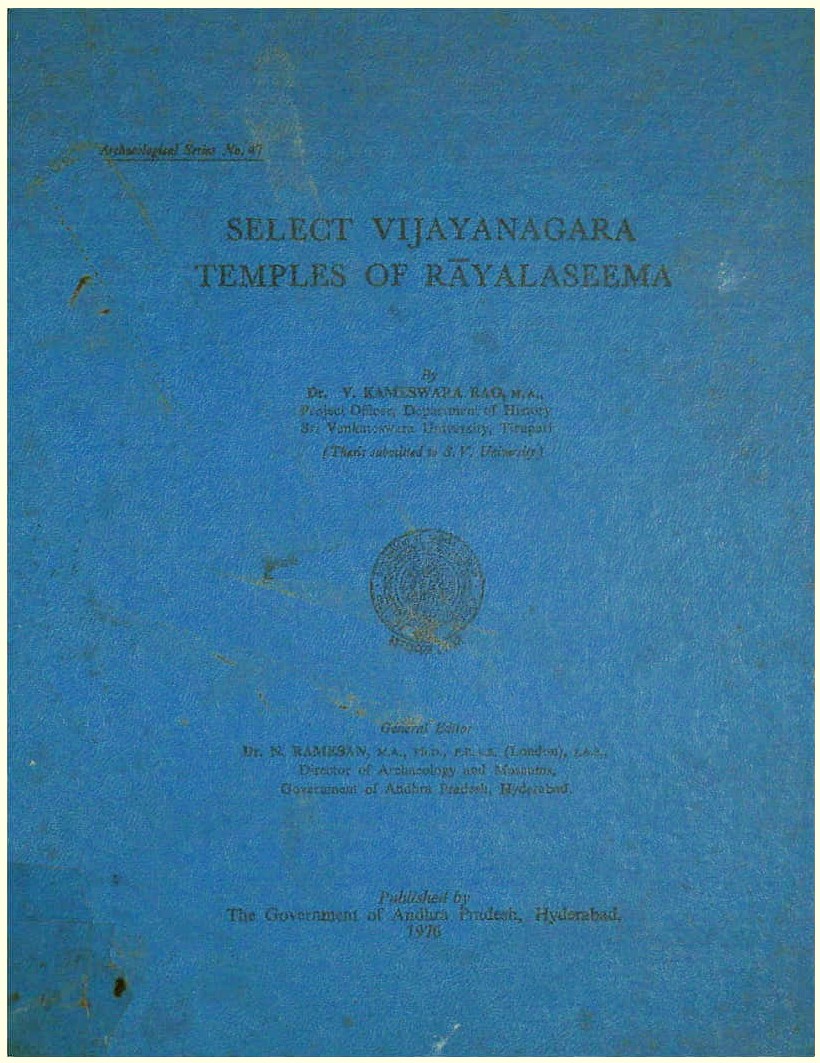 Archaeological Series No. 47
SELECT VIJAYANAGARA
TEMPLES OF RĀYALASEEMA
By
Dr. V. KAMESWARA RAO, M.A.,
Project Officer, Department of History
Sri Venkateswara University, Tirupati
(Thesis submitted to S. V. University)
General Editor
Dr. N. RAMESAN, M.A., Ph.D., F.R.A.S. (London), I.A.S.,
Director of Archaeology and Museums,
Government of Andhra Pradesh, Hyderabad.
Published by
The Government of Andhra Pradesh, Hyderabad,
1976